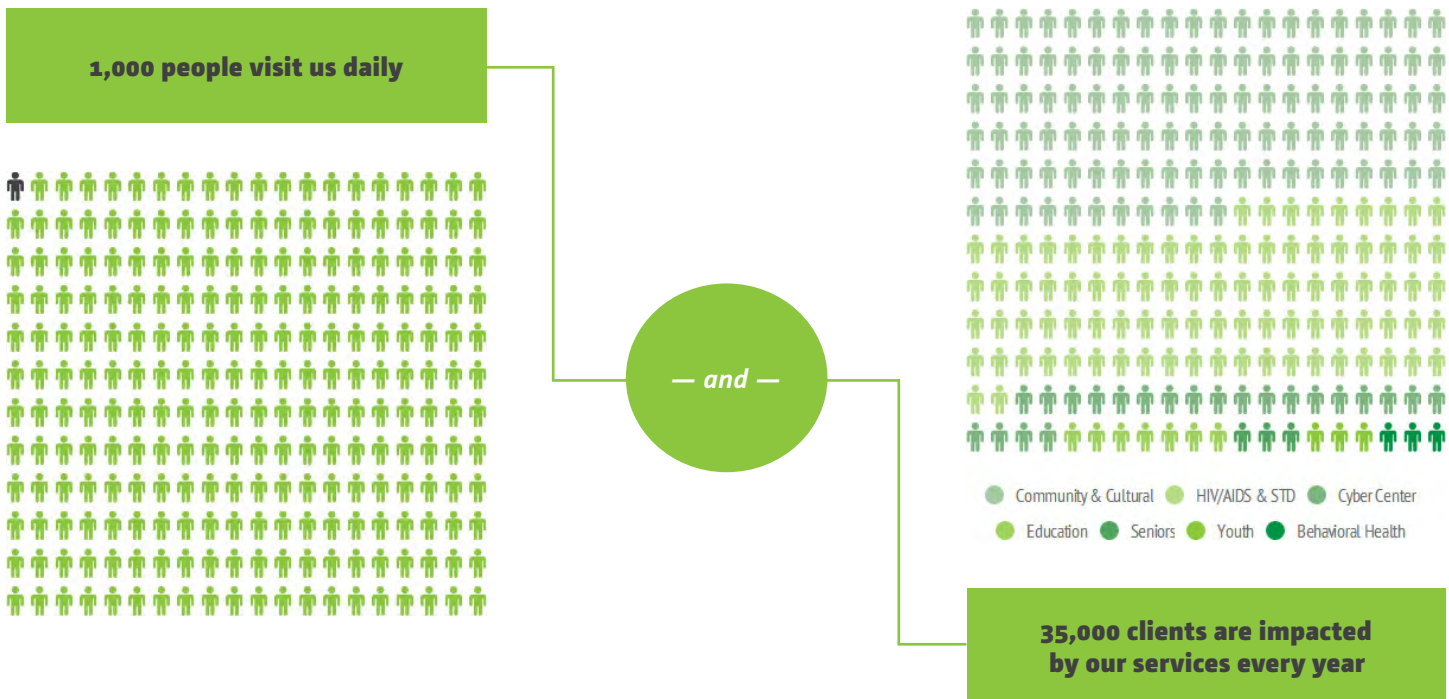 1,000 people visit us daily
— and —
Community & Cultural HIV/AIDS & STD Cyber Center
Education Seniors Youth Behavioral Health
35,000 clients are impacted
by our services every year